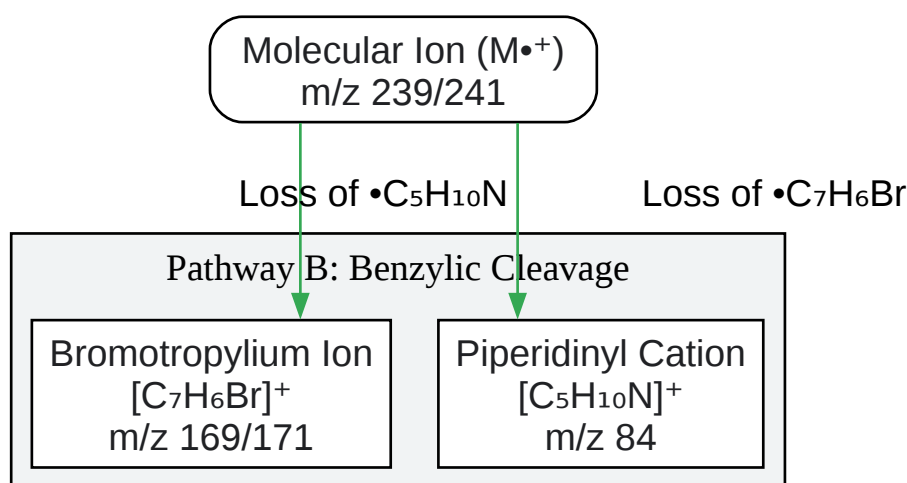 Molecular Ion (M•⁺)
m/z 239/241
Loss of •C₅H₁₀N
Loss of •C₇H₆Br
Pathway B: Benzylic Cleavage
Bromotropylium Ion
[C₇H₆Br]⁺
m/z 169/171
Piperidinyl Cation
[C₅H₁₀N]⁺
m/z 84